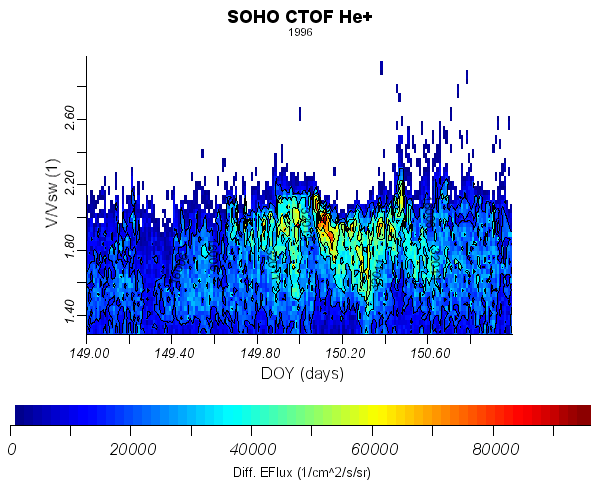 SOHO CTOF He+
1996
V/Vsw (1)
2.60
2.20
1.80
1.40
149.00 149.40 149.80 150.20 150.60
DOY (days)
0 20000 40000 60000 80000
Diff. EFlux (1/cm^2/s/sr)